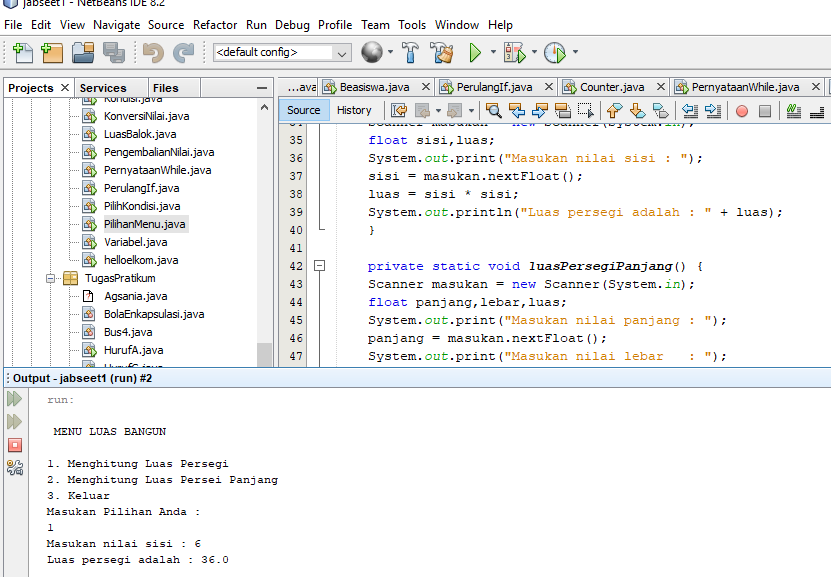 jabseet1 - NetBeans IDE 8.2
File Edit View Navigate Source Refactor Run Debug Profile Team Tools Window Help
<default config>
Projects Services Files
...ava Beasiswa.java PerulangIf.java Counter.java PernyataanWhile.java
Source History
Kondisi.java
KonversiNilai.java
LuasBalok.java
PengembalianNilai.java
PernyataanWhile.java
PerulangIf.java
PilihKondisi.java
PilihanMenu.java
Variabel.java
helloelkom.java
TugasPratikum
Agsania.java
BolaEnkapsulasi.java
Bus4.java
HurufA.java
HurufC.java
34 Scanner masukan = new Scanner(System.in);
35 float sisi,luas;
36 System.out.print("Masukan nilai sisi : ");
37 sisi = masukan.nextFloat();
38 luas = sisi * sisi;
39 System.out.println("Luas persegi adalah : " + luas);
40 }
41
42 private static void luasPersegiPanjang() {
43 Scanner masukan = new Scanner(System.in);
44 float panjang,lebar,luas;
45 System.out.print("Masukan nilai panjang : ");
46 panjang = masukan.nextFloat();
47 System.out.print("Masukan nilai lebar   : ");
Output - jabseet1 (run) #2
run:
MENU LUAS BANGUN
1. Menghitung Luas Persegi
2. Menghitung Luas Persei Panjang
3. Keluar
Masukan Pilihan Anda :
1
Masukan nilai sisi : 6
Luas persegi adalah : 36.0